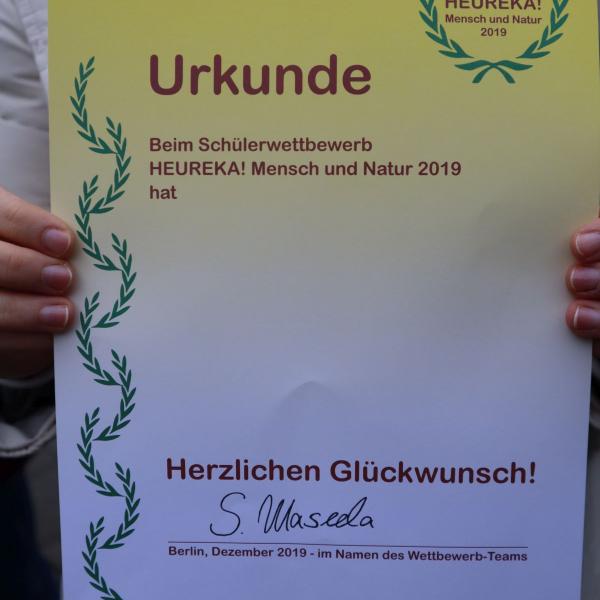 HEUREKA!
Mensch und Natur
2019
Urkunde
Beim Schülerwettbewerb
HEUREKA! Mensch und Natur 2019
hat
Herzlichen Glückwunsch!
S. Maseda
Berlin, Dezember 2019 - im Namen des Wettbewerb-Teams